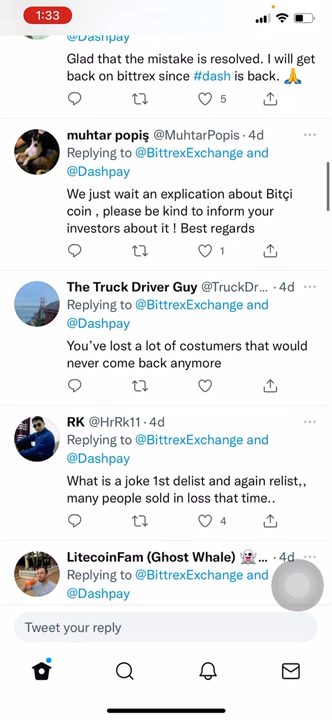 1:33
@Dashpay
Glad that the mistake is resolved. I will get
back on bittrex since #dash is back. 🙏
5
muhtar popiş @MuhtarPopis · 4d
Replying to @BittrexExchange and
@Dashpay
We just wait an explication about Bitçi
coin , please be kind to inform your
investors about it ! Best regards
1
The Truck Driver Guy @TruckDr... · 4d
Replying to @BittrexExchange and
@Dashpay
You’ve lost a lot of costumers that would
never come back anymore
RK @HrRk11 · 4d
Replying to @BittrexExchange and
@Dashpay
What is a joke 1st delist and again relist,,
many people sold in loss that time..
4
LitecoinFam (Ghost Whale) 👻... · 4d
Replying to @BittrexExchange and
@Dashpay
Tweet your reply